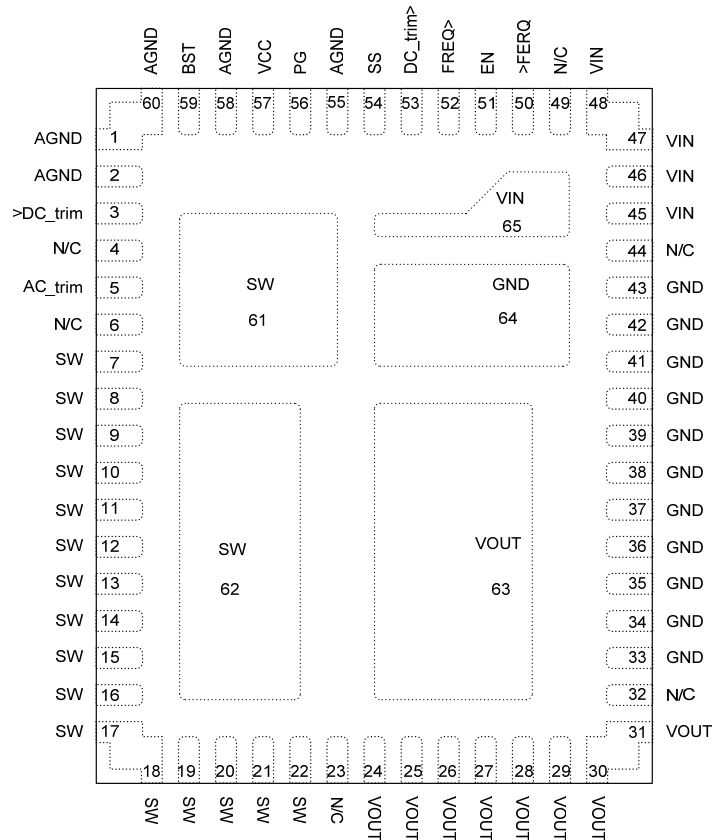 AGND BST AGND VCC PG AGND SS DC_trim> FREQ> EN >FERQ N/C VIN
60 59 58 57 56 55 54 53 52 51 50 49 48
AGND 1 47 VIN
AGND 2 46 VIN
>DC_trim 3 45 VIN
N/C 4 44 N/C
AC_trim 5 43 GND
N/C 6 42 GND
SW 7 41 GND
SW 8 40 GND
SW 9 39 GND
SW 10 38 GND
SW 11 37 GND
SW 12 36 GND
SW 13 35 GND
SW 14 34 GND
SW 15 33 GND
SW 16 32 N/C
SW 17 31 VOUT
VIN
65
SW
61
GND
64
SW
62
VOUT
63
18 19 20 21 22 23 24 25 26 27 28 29 30
SW SW SW SW SW N/C VOUT VOUT VOUT VOUT VOUT VOUT VOUT